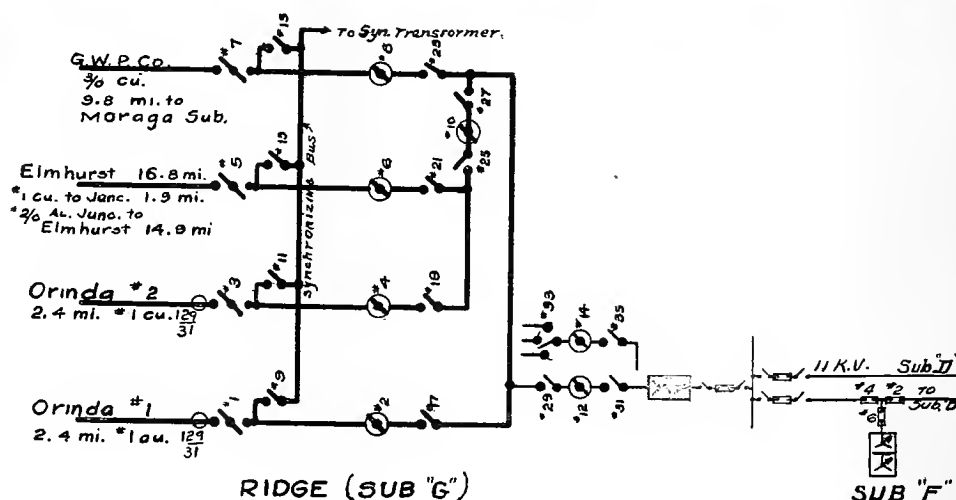 #15
To Syn. Transformer.
#7
G.W.P. Co.
3/0 cu.
9.8 mi. to
Moraga Sub.
#8
#28
#27
#10
#25
#13
#5
Elmhurst 16.8 mi.
#1 cu. to Junc. 1.9 mi.
#2/0 AL. Junc. to
Elmhurst 14.9 mi
#6
#21
Synchronizing Bus
#11
#3
Orinda #2
2.4 mi. #1 cu. 129/31
#4
#18
#33
#14
#35
#9
#1
Orinda #1
2.4 mi. #1 cu. 129/31
#2
#17
#29
#12
#31
11 K.V. Sub "D"
#4 #2 TO
Sub. D
#6
RIDGE (SUB "G")
SUB "F"